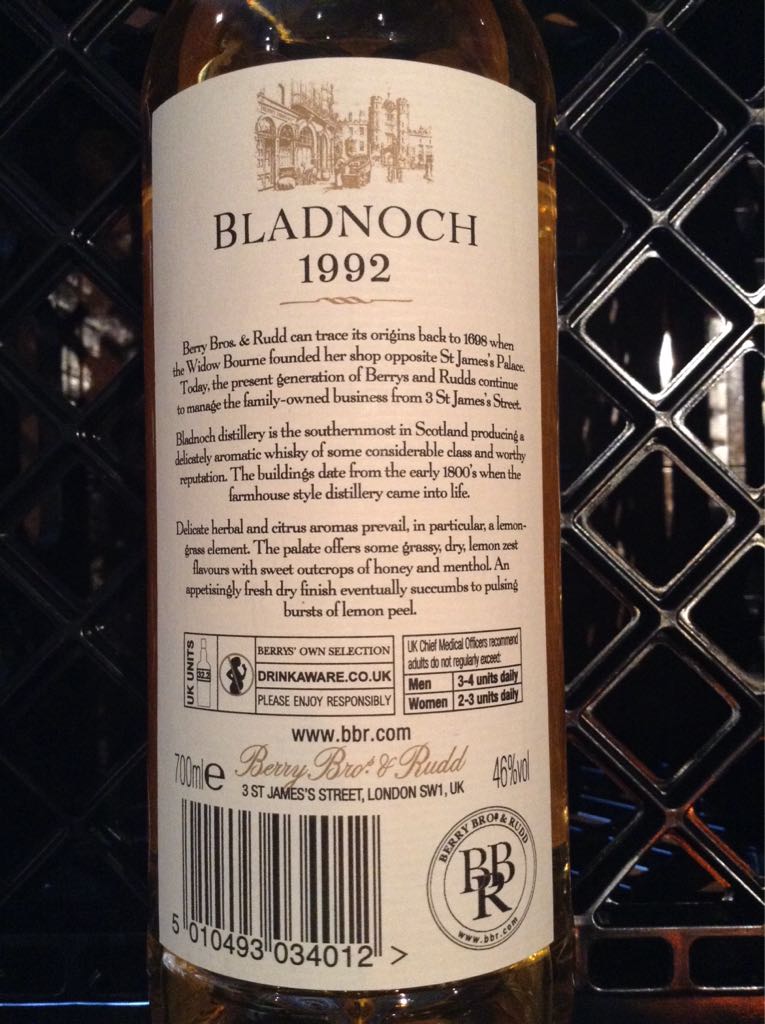 BLADNOCH
1992
Berry Bros. & Rudd can trace its origins back to 1698 when
the Widow Bourne founded her shop opposite St James's Palace.
Today, the present generation of Berrys and Rudds continue
to manage the family-owned business from 3 St James's Street.
Bladnoch distillery is the southernmost in Scotland producing a
delicately aromatic whisky of some considerable class and worthy
reputation. The buildings date from the early 1800's when the
farmhouse style distillery came into life.
Delicate herbal and citrus aromas prevail, in particular, a lemon-
grass element. The palate offers some grassy, dry, lemon zest
flavours with sweet outcrops of honey and menthol. An
appetisingly fresh dry finish eventually succumbs to pulsing
bursts of lemon peel.
UK UNITS
32.2
BERRYS' OWN SELECTION
DRINKAWARE.CO.UK
PLEASE ENJOY RESPONSIBLY
UK Chief Medical Officers recommend
adults do not regularly exceed:
Men 3-4 units daily
Women 2-3 units daily
www.bbr.com
700ml e Berry Bros. & Rudd 46%vol
3 ST JAMES'S STREET, LONDON SW1, UK
BERRY BROS & RUDD
BBR
www.bbr.com
5 010493 034012 >